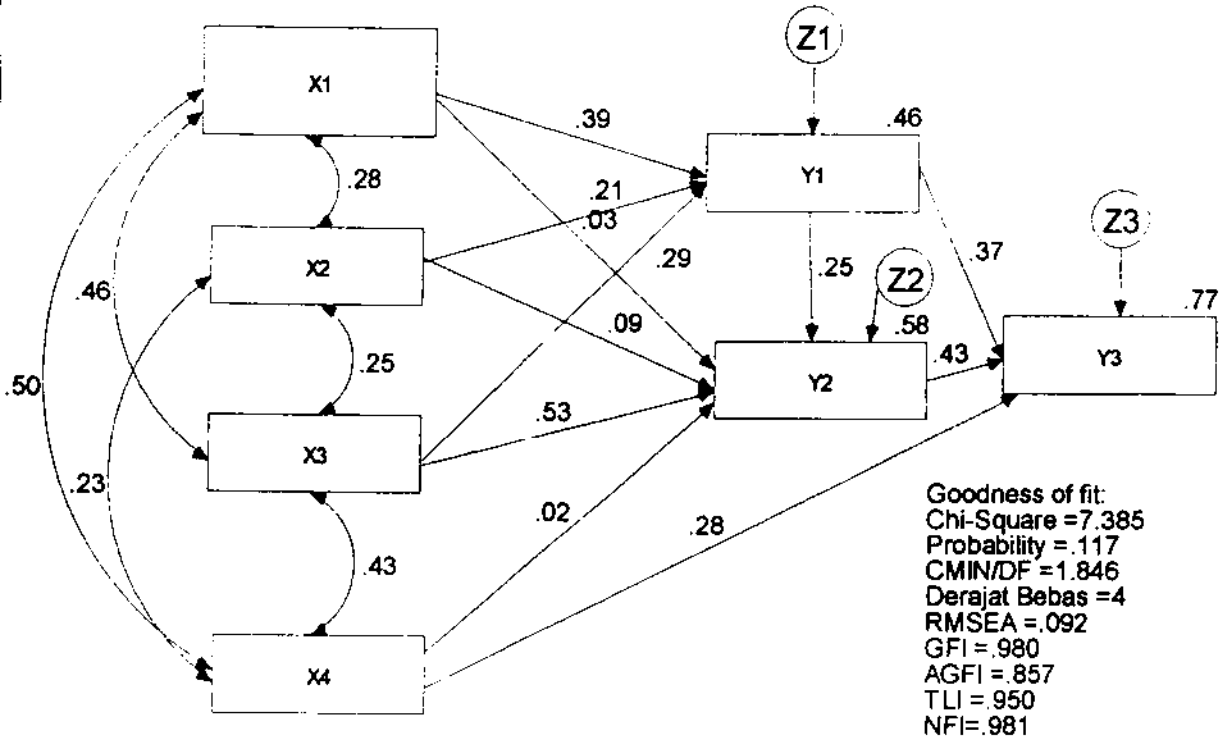 Z1
X1
.39
.46
Y1
.28
.21
.03
Z3
X2
.29
.25
Z2
.37
.46
.09
.58
.77
.25
Y2
.43
Y3
.50
.53
X3
.23
.02
.28
.43
X4
Goodness of fit:
Chi-Square =7.385
Probability =.117
CMIN/DF =1.846
Derajat Bebas =4
RMSEA =.092
GFI =.980
AGFI =.857
TLI =.950
NFI=.981